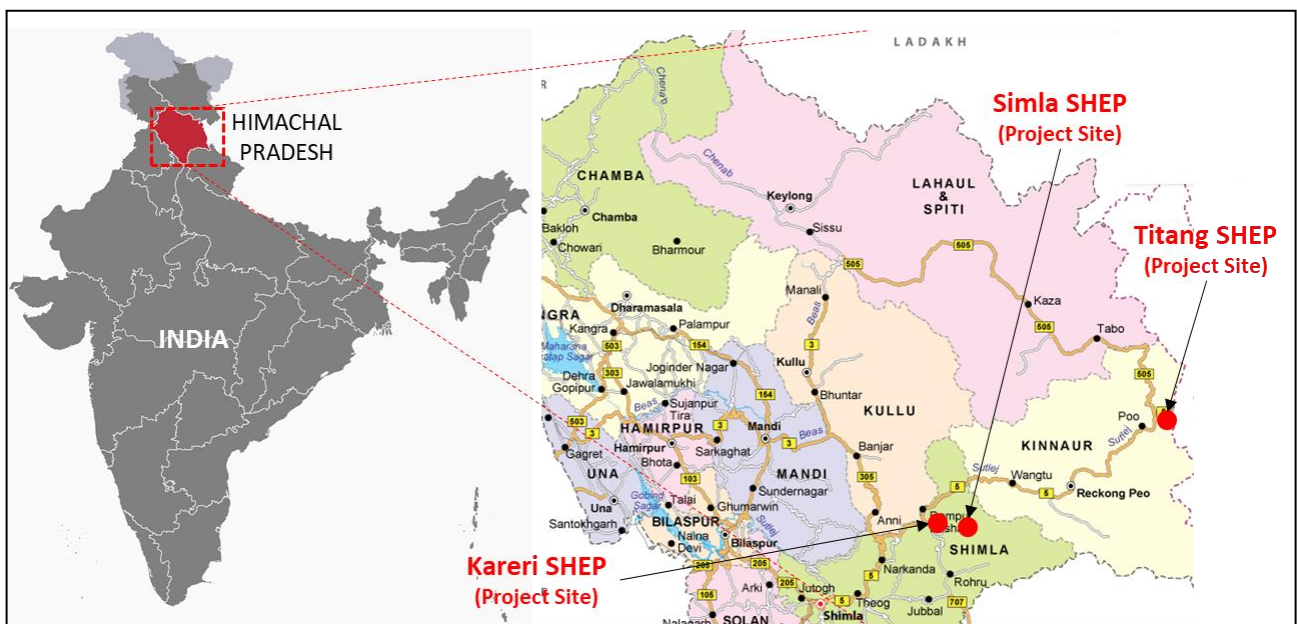 LADAKH
HIMACHAL
PRADESH
INDIA
Simla SHEP
(Project Site)
Titang SHEP
(Project Site)
Kareri SHEP
(Project Site)
Chenab
Chenab
CHAMBA
Chamba
Bakloh
Chowari
Bharmour
Keylong
Sissu
LAHAUL
&
SPITI
505
505
Manali
Beas
Kaza
505
Tabo
505
Dharamasala
NGRA
Kangra
Palampur
503
154
Maharana
atap Sagar
Joginder Nagar
3
Kullu
Dehra
Gopipur
303
Jawalamukhi
154
Bhuntar
KULLU
Poo
Sutlej
KINNAUR
Beas
Sujanpur
Tira
503
3
HAMIRPUR
3
Mandi
3
Beas
Hamirpur
Sarkaghat
Banjar
Gagret
Bhota
UNA
103
MANDI
305
Sutlej
Wangtu
5
5
Reckong Peo
Una
Gobind
Sagar
Talai
Ghumarwin
Sundernagar
Santokhgarh
BILASPUR
Sutlej
Anni
Naina
Devi
Bilaspur
SHIMLA
205
205
Narkanda
Arki
205
Jutogh
5
Rohru
105
5
Theog
Jubbal
707
Shimla
SOLAN